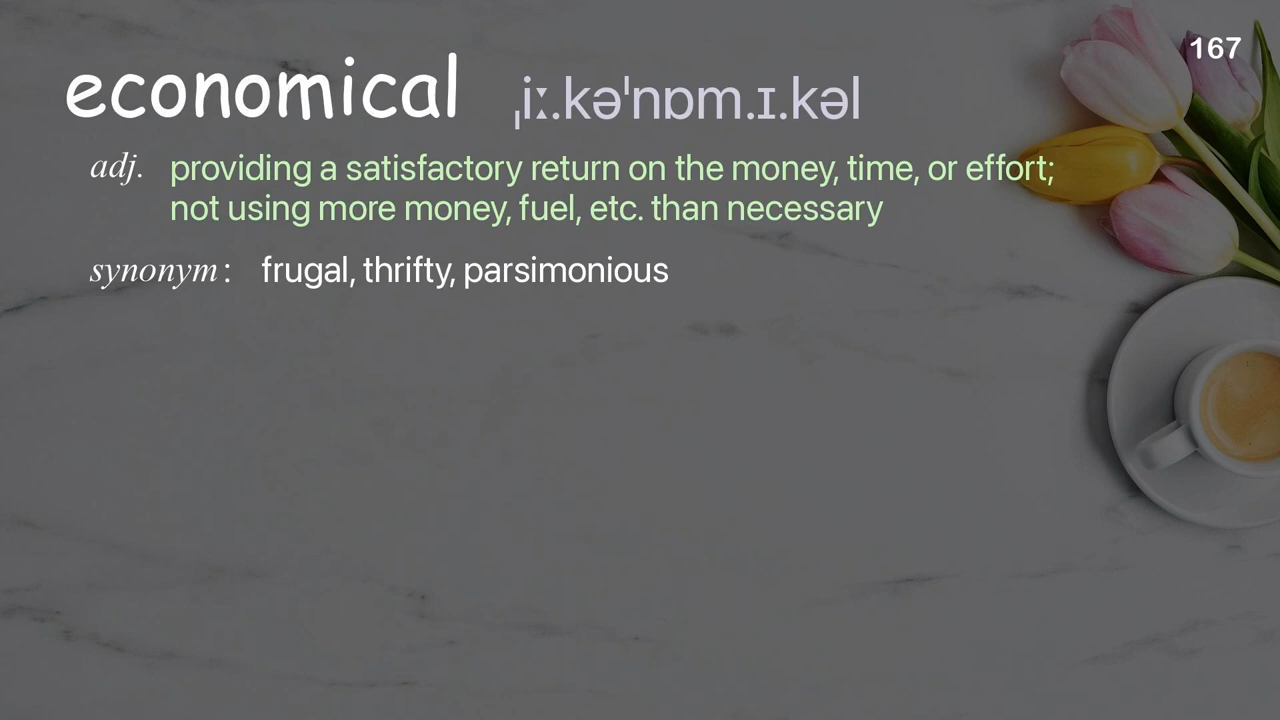 167
economical ˌiː.kəˈnɒm.ɪ.kəl
adj. providing a satisfactory return on the money, time, or effort;
not using more money, fuel, etc. than necessary
synonym : frugal, thrifty, parsimonious